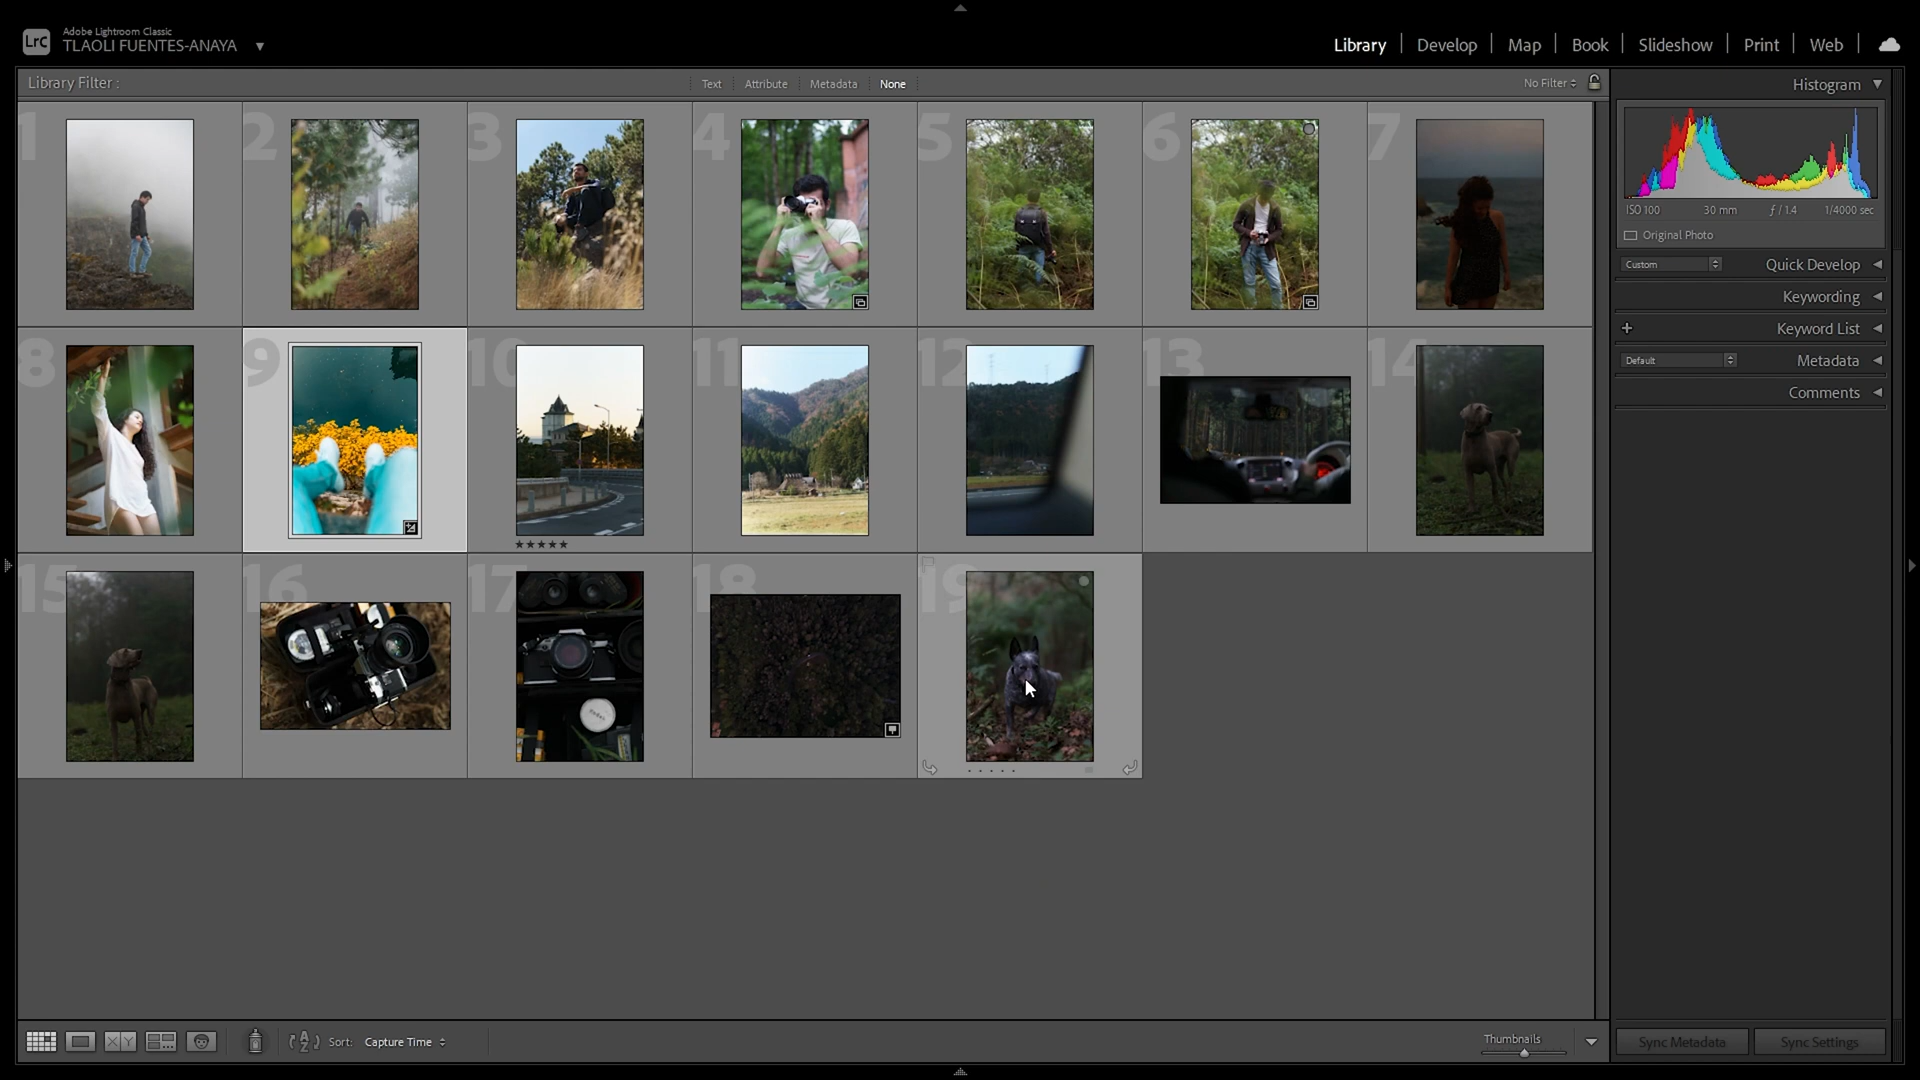 LrC
Adobe Lightroom Classic
TLAOLI FUENTES-ANAYA
Library
Develop
Map
Book
Slideshow
Print
Web
Library Filter :
Text
Attribute
Metadata
None
No Filter
Histogram
ISO 100
30 mm
ƒ / 1.4
1/4000 sec
Original Photo
Custom
Quick Develop
Keywording
Keyword List
Default
Metadata
Comments
1
2
3
4
5
6
7
8
9
10
11
12
13
14
15
16
17
18
19
XY
A
Z
Sort:
Capture Time
Thumbnails
Sync Metadata
Sync Settings